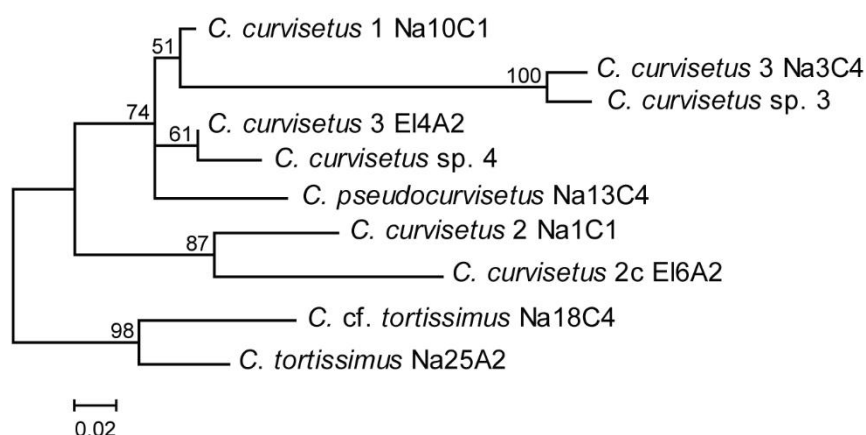 C. curvisetus 1 Na10C1
51
100
C. curvisetus 3 Na3C4
C. curvisetus sp. 3
74
C. curvisetus 3 El4A2
61
C. curvisetus sp. 4
C. pseudocurvisetus Na13C4
C. curvisetus 2 Na1C1
87
C. curvisetus 2c El6A2
C. cf. tortissimus Na18C4
98
C. tortissimus Na25A2
0.02